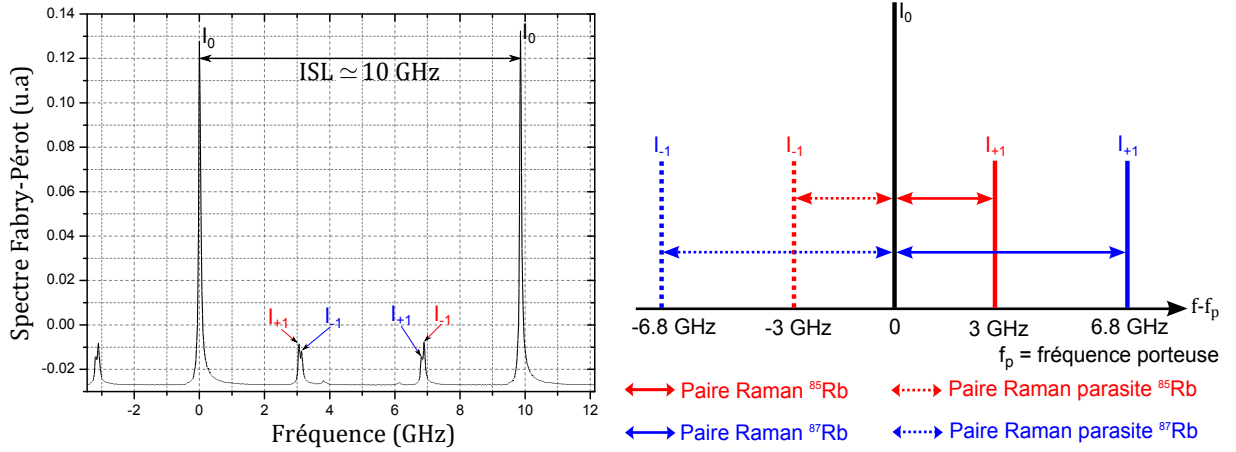 0.14
0.12
0.10
0.08
0.06
0.04
0.02
0.00
-0.02
Spectre Fabry-Pérot (u.a)
I0
I0
ISL ≃ 10 GHz
I+1
I-1
I+1
I-1
-2
0
2
4
6
8
10
12
Fréquence (GHz)
I0
I-1
I-1
I+1
I+1
f-fp
-6.8 GHz
-3 GHz
0
3 GHz
6.8 GHz
fp = fréquence porteuse
Paire Raman 85Rb
Paire Raman parasite 85Rb
Paire Raman 87Rb
Paire Raman parasite 87Rb